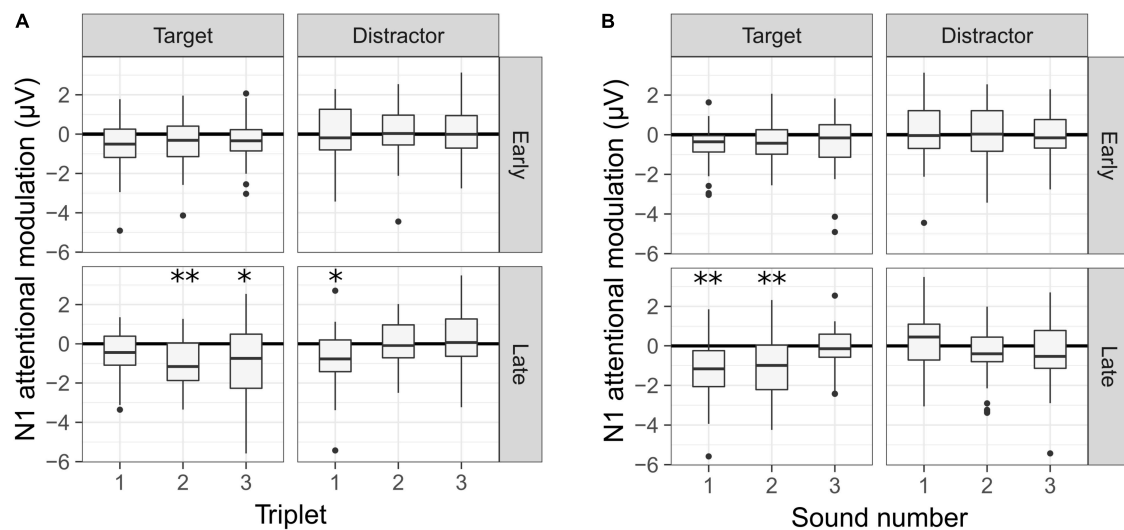 A
Target Distractor
N1 attentional modulation (µV)
2
0
−2
−4
−6
Early
** * *
2
0
−2
−4
−6
Late
1 2 3 1 2 3
Triplet
B
Target Distractor
N1 attentional modulation (µV)
2
0
−2
−4
−6
Early
** **
2
0
−2
−4
−6
Late
1 2 3 1 2 3
Sound number